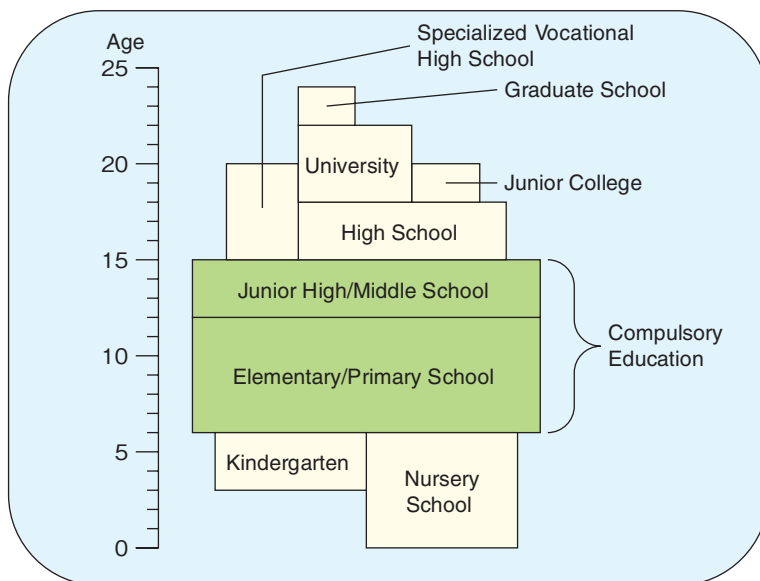 Age
Specialized Vocational
High School
25
Graduate School
20
University
Junior College
High School
15
Junior High/Middle School
Compulsory
Education
10
Elementary/Primary School
5
Kindergarten
Nursery
School
0